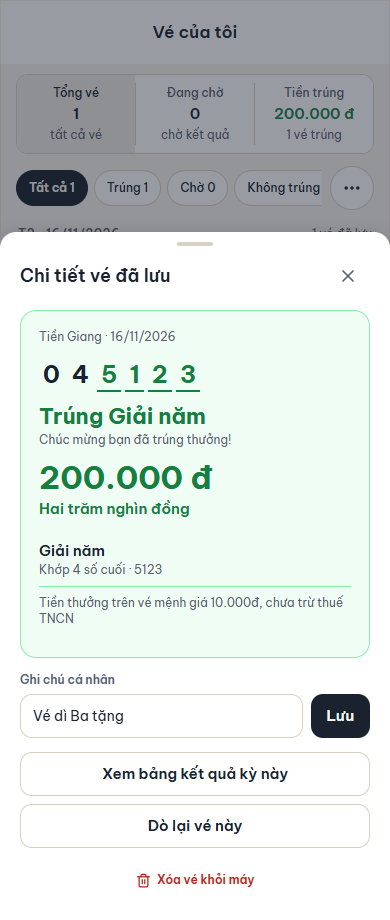 Vé của tôi
Tổng vé
1
tất cả vé
Đang chờ
0
chờ kết quả
Tiền trúng
200.000 đ
1 vé trúng
Tất cả 1
Trúng 1
Chờ 0
Không trúng
Chi tiết vé đã lưu
Tiền Giang · 16/11/2026
0 4 5 1 2 3
Trúng Giải năm
Chúc mừng bạn đã trúng thưởng!
200.000 đ
Hai trăm nghìn đồng
Giải năm
Khớp 4 số cuối · 5123
Tiền thưởng trên vé mệnh giá 10.000đ, chưa trừ thuế
TNCN
Ghi chú cá nhân
Vé dì Ba tặng
Lưu
Xem bảng kết quả kỳ này
Dò lại vé này
Xóa vé khỏi máy